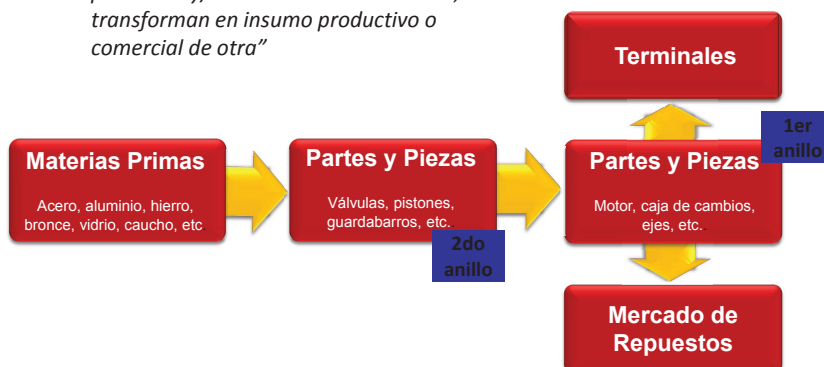 transforman en insumo productivo o
comercial de otra”
Terminales
1er
anillo
Materias Primas
Acero, aluminio, hierro,
bronce, vidrio, caucho, etc.
Partes y Piezas
Válvulas, pistones,
guardabarros, etc.
2do
anillo
Partes y Piezas
Motor, caja de cambios,
ejes, etc.
Mercado de
Repuestos